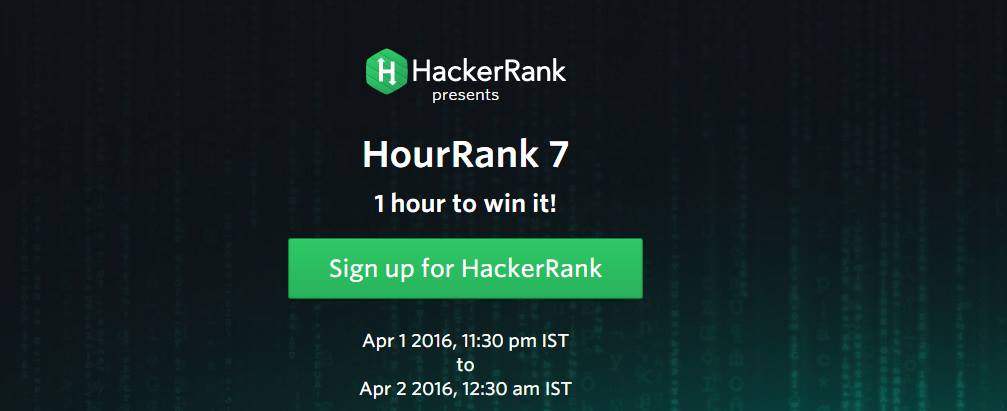 HackerRank
presents
HourRank 7
1 hour to win it!
Sign up for HackerRank
Apr 1 2016, 11:30 pm IST
to
Apr 2 2016, 12:30 am IST